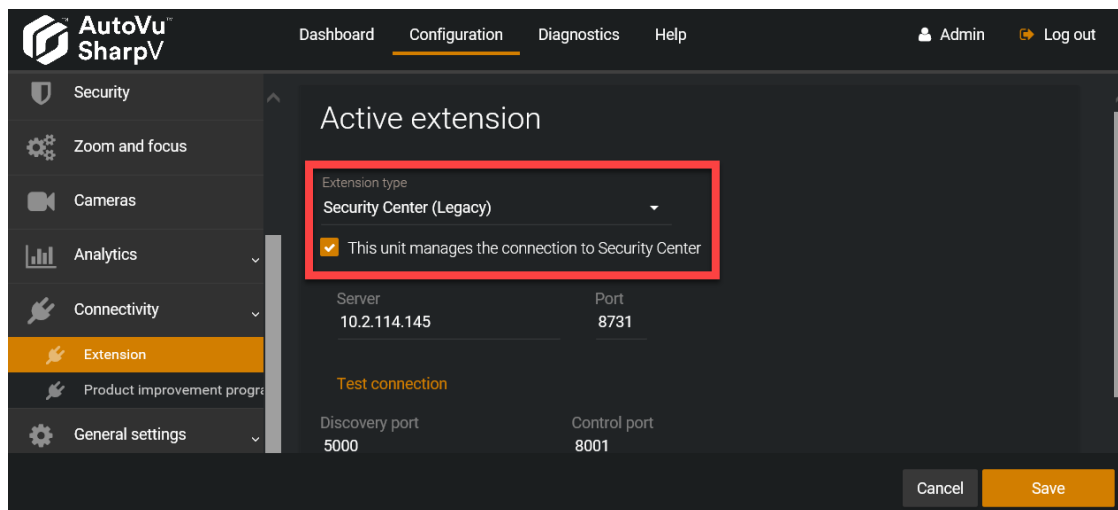 AutoVu™
SharpV
Dashboard Configuration Diagnostics Help Admin Log out
Security
Zoom and focus
Cameras
Analytics
Connectivity
Extension
Product improvement progra
General settings
Active extension
Extension type
Security Center (Legacy)
This unit manages the connection to Security Center
Server Port
10.2.114.145 8731
Test connection
Discovery port Control port
5000 8001
Cancel Save